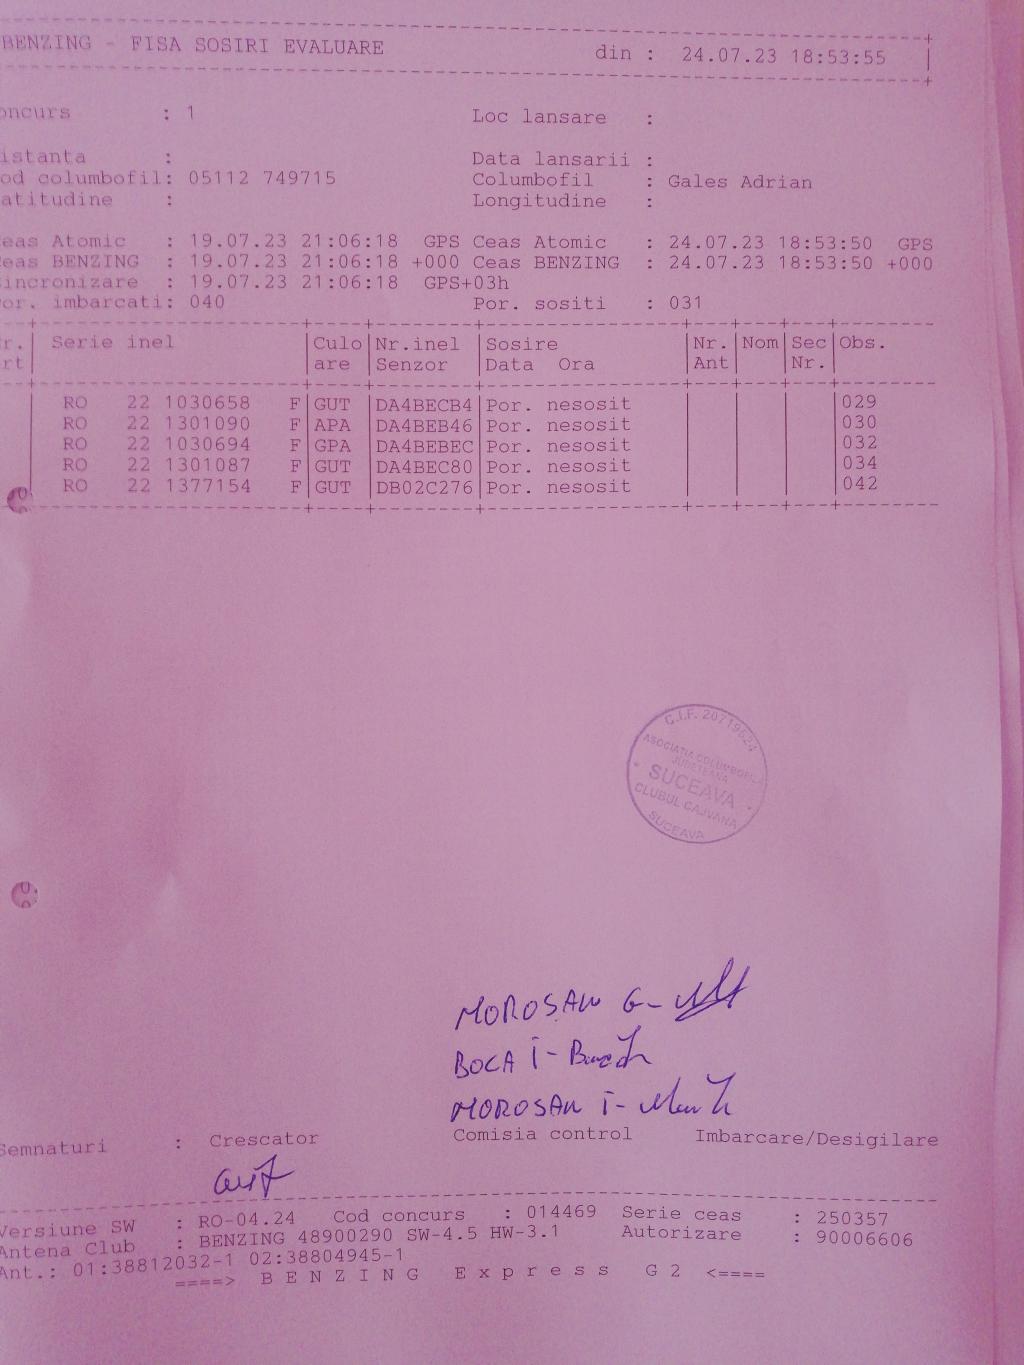 BENZING - FISA SOSIRI EVALUARE din : 24.07.23 18:53:55
oncurs : 1 Loc lansare :
istanta : Data lansarii :
od columbofil: 05112 749715 Columbofil : Gales Adrian
atitudine : Longitudine :
eas Atomic : 19.07.23 21:06:18 GPS Ceas Atomic : 24.07.23 18:53:50 GPS
eas BENZING : 19.07.23 21:06:18 +000 Ceas BENZING : 24.07.23 18:53:50 +000
incronizare : 19.07.23 21:06:18 GPS+03h
or. imbarcati: 040 Por. sositi : 031
r. Serie inel Culo Nr.inel Sosire Nr. Nom Sec Obs.
rt are Senzor Data Ora Ant Nr.
RO 22 1030658 F GUT DA4BECB4 Por. nesosit 029
RO 22 1301090 F APA DA4BEB46 Por. nesosit 030
RO 22 1030694 F GPA DA4BEBEC Por. nesosit 032
RO 22 1301087 F GUT DA4BEC80 Por. nesosit 034
RO 22 1377154 F GUT DB02C276 Por. nesosit 042
C.I.F. 20719624
ASOCIATIA COLUMBOFILA
JUDETEANA
SUCEAVA
CLUBUL CAJVANA
SUCEAVA
MOROSAN G-
BOCA I-
MOROSAN I-
Semnaturi : Crescator Comisia control Imbarcare/Desigilare
Versiune SW : RO-04.24 Cod concurs : 014469 Serie ceas : 250357
Antena Club : BENZING 48900290 SW-4.5 HW-3.1 Autorizare : 90006606
Ant.: 01:38812032-1 02:38804945-1
====> B E N Z I N G E x p r e s s G 2 <====